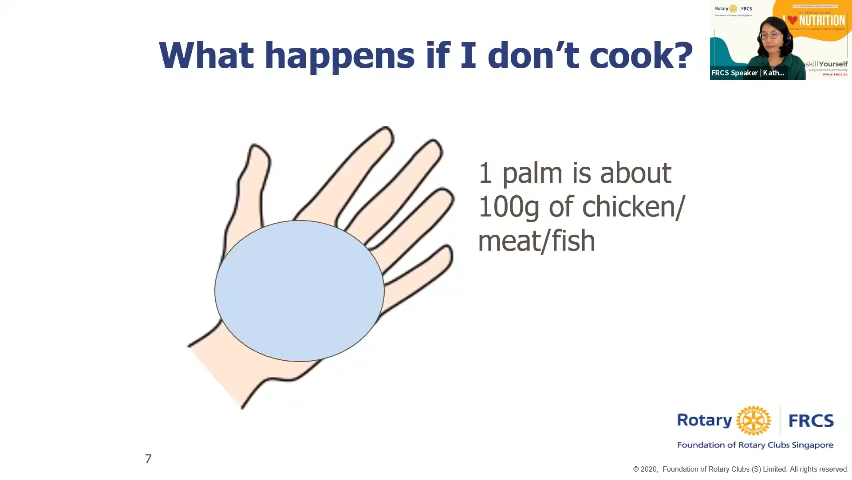 What happens if I don't cook?
1 palm is about
100g of chicken/
meat/fish
7
Rotary FRCS
Foundation of Rotary Clubs Singapore
© 2020, Foundation of Rotary Clubs (S) Limited. All rights reserved.
Rotary FRCS
NUTRITION
skillYourself
FRCS Speaker | Kath...